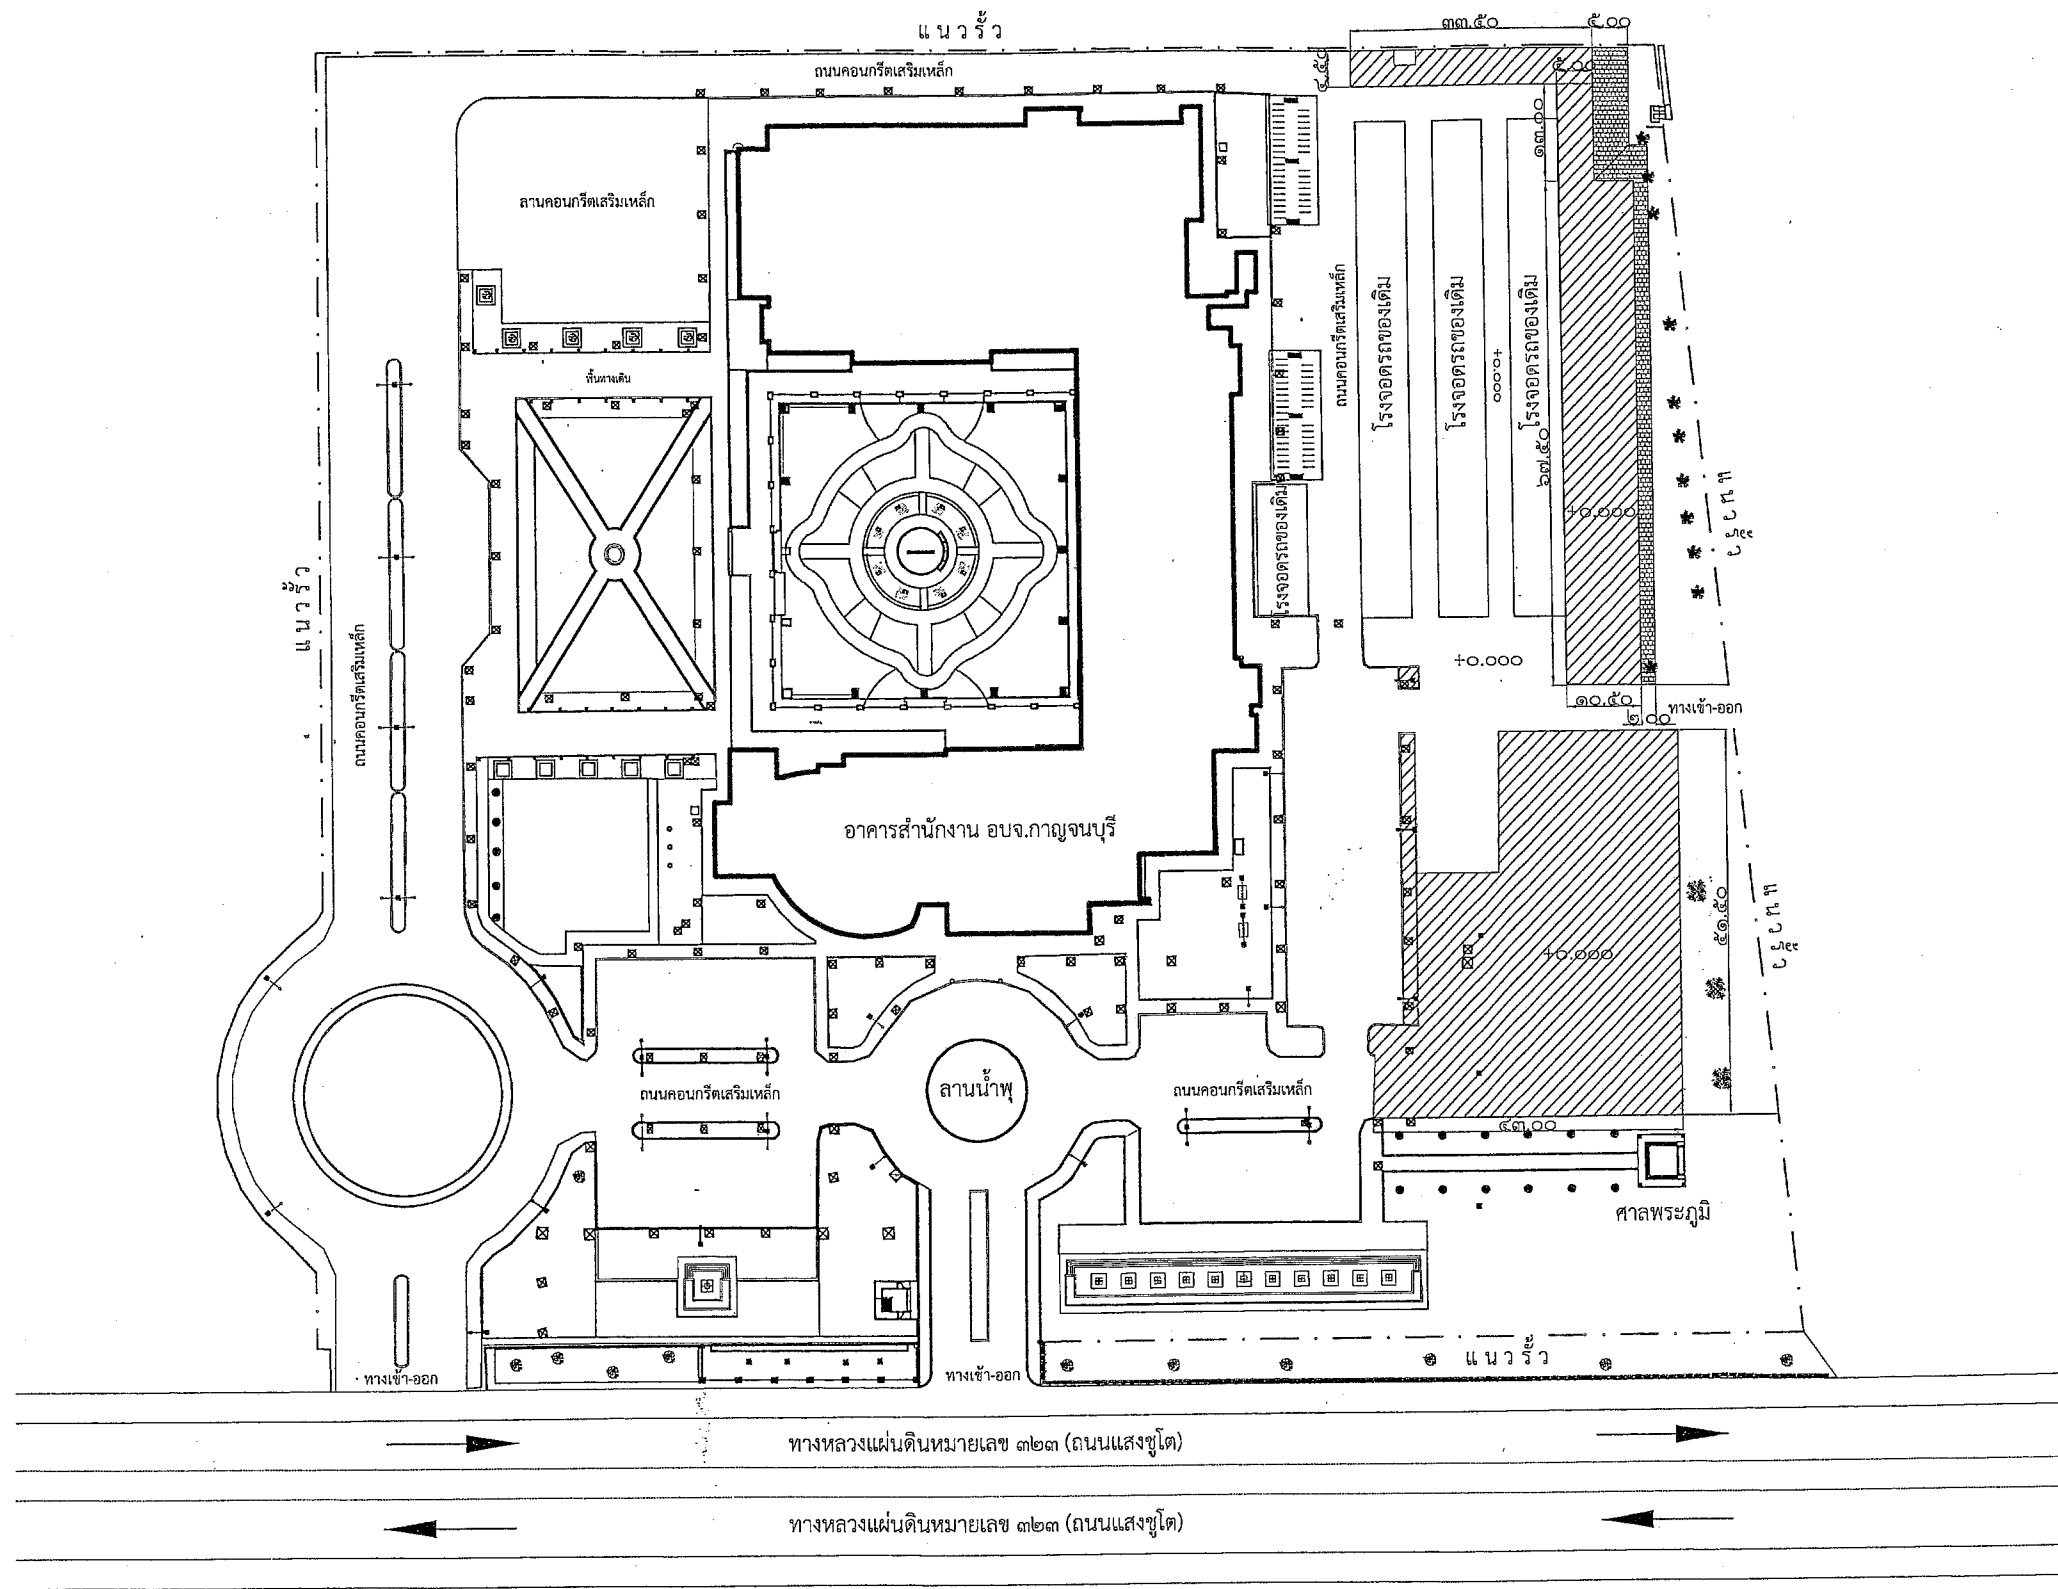 แนวรั้ว
๓๓.๕๐
๕.๐๐
ถนนคอนกรีตเสริมเหล็ก
๕.๐๐
๑๓.๐๐
ลานคอนกรีตเสริมเหล็ก
ถนนคอนกรีตเสริมเหล็ก
โรงจอดรถของเดิม
โรงจอดรถของเดิม
โรงจอดรถของเดิม
+๐.๐๐๐
พื้นทางเดิน
๖๗.๕๐
+๐.๐๐๐
แนวรั้ว
โรงจอดรถของเดิม
แนวรั้ว
ถนนคอนกรีตเสริมเหล็ก
+๐.๐๐๐
๑๐.๕๐
๒.๐๐
ทางเข้า-ออก
อาคารสำนักงาน อบจ.กาญจนบุรี
๕๑.๕๐
แนวรั้ว
+๐.๐๐๐
ถนนคอนกรีตเสริมเหล็ก
ลานน้ำพุ
ถนนคอนกรีตเสริมเหล็ก
๔๓.๐๐
ศาลพระภูมิ
แนวรั้ว
ทางเข้า-ออก
ทางเข้า-ออก
ทางหลวงแผ่นดินหมายเลข ๓๒๓ (ถนนแสงชูโต)
ทางหลวงแผ่นดินหมายเลข ๓๒๓ (ถนนแสงชูโต)